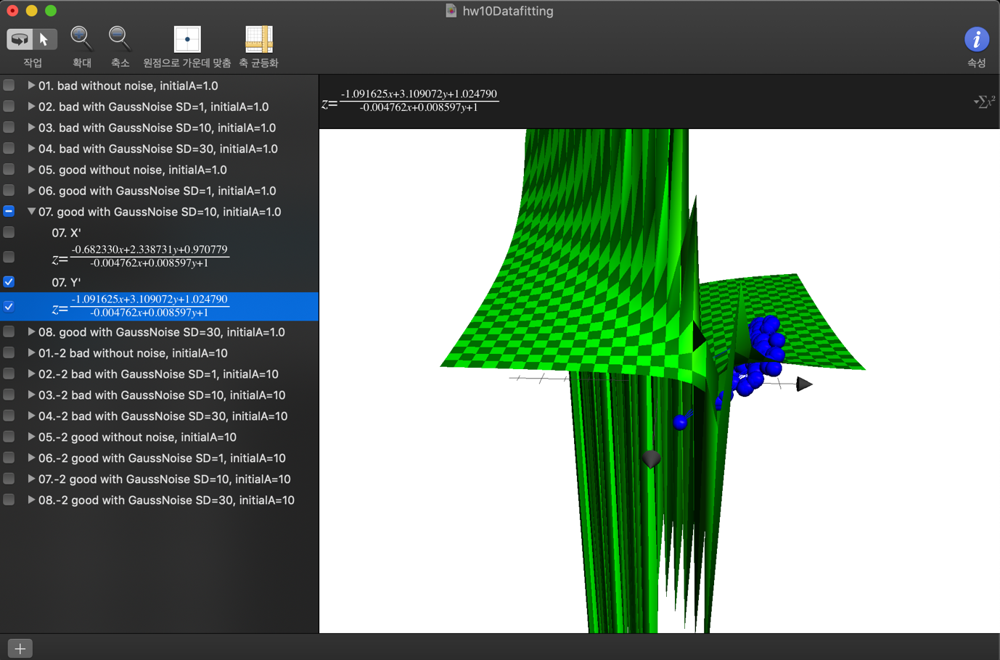 hw10Datafitting
작업
확대
축소
원점으로 가운데 맞춤
축 균등화
속성
01. bad without noise, initialA=1.0
02. bad with GaussNoise SD=1, initialA=1.0
03. bad with GaussNoise SD=10, initialA=1.0
04. bad with GaussNoise SD=30, initialA=1.0
05. good without noise, initialA=1.0
06. good with GaussNoise SD=1, initialA=1.0
07. good with GaussNoise SD=10, initialA=1.0
07. X'
z=
-0.682330x+2.338731y+0.970779
-0.004762x+0.008597y+1
07. Y'
z=
-1.091625x+3.109072y+1.024790
-0.004762x+0.008597y+1
08. good with GaussNoise SD=30, initialA=1.0
01.-2 bad without noise, initialA=10
02.-2 bad with GaussNoise SD=1, initialA=10
03.-2 bad with GaussNoise SD=10, initialA=10
04.-2 bad with GaussNoise SD=30, initialA=10
05.-2 good without noise, initialA=10
06.-2 good with GaussNoise SD=1, initialA=10
07.-2 good with GaussNoise SD=10, initialA=10
08.-2 good with GaussNoise SD=30, initialA=10
z=
-1.091625x+3.109072y+1.024790
-0.004762x+0.008597y+1
∑x²